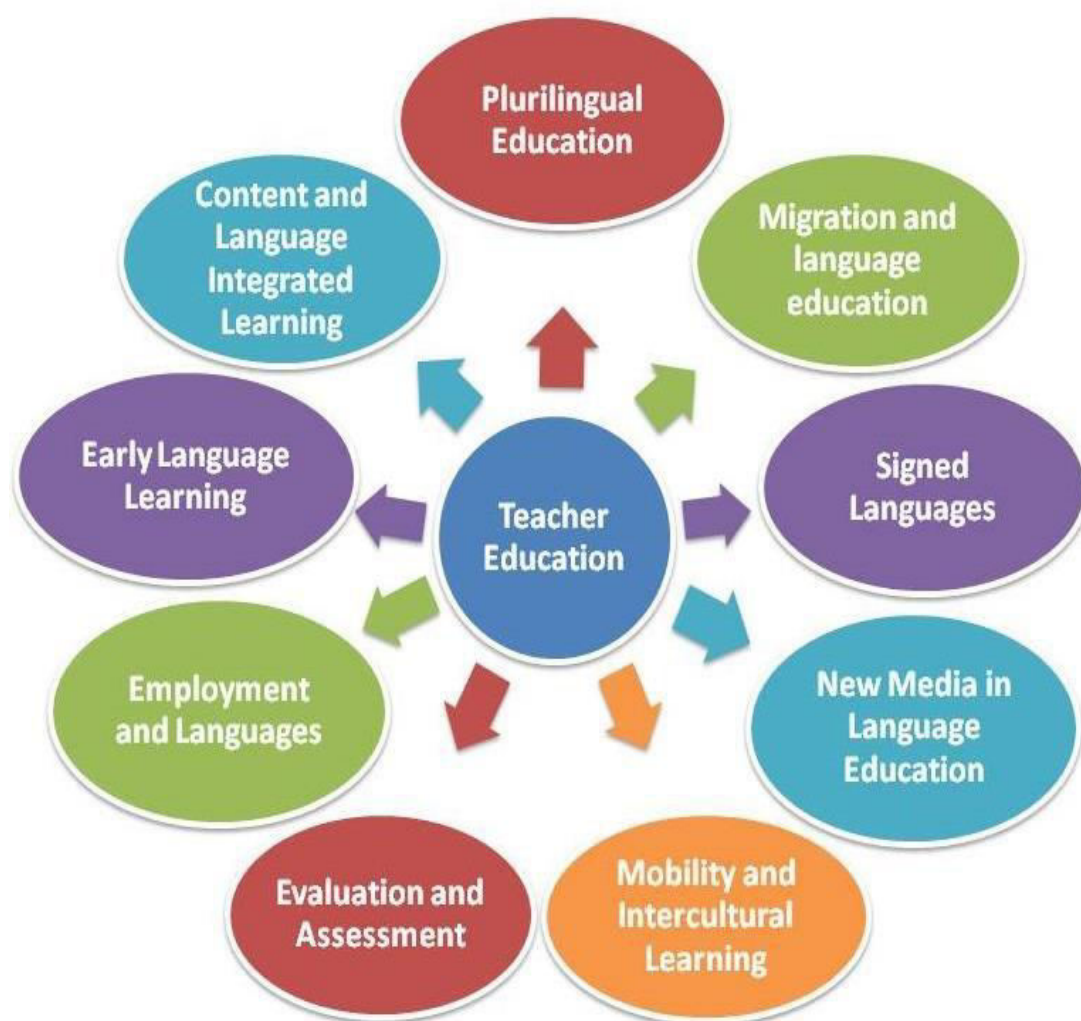 Plurilingual
Education
Migration and
language
education
Signed
Languages
New Media in
Language
Education
Mobility and
Intercultural
Learning
Evaluation and
Assessment
Employment
and Languages
Early Language
Learning
Content and
Language
Integrated
Learning
Teacher
Education